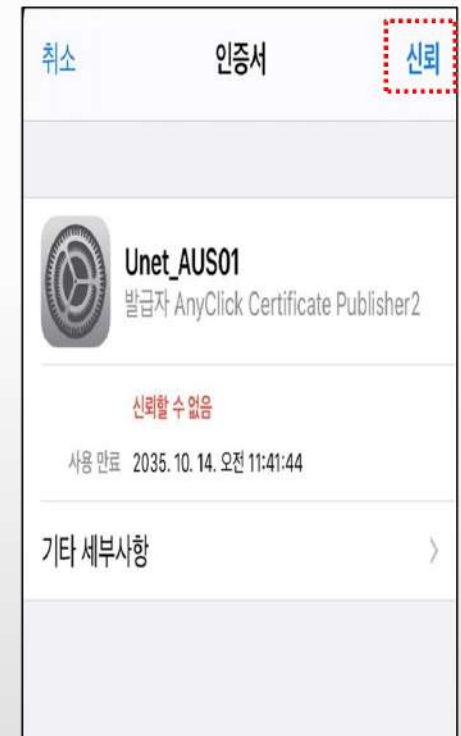 취소 인증서 신뢰
Unet_AUS01
발급자 AnyClick Certificate Publisher2
신뢰할 수 없음
사용 만료 2035. 10. 14. 오전 11:41:44
기타 세부사항